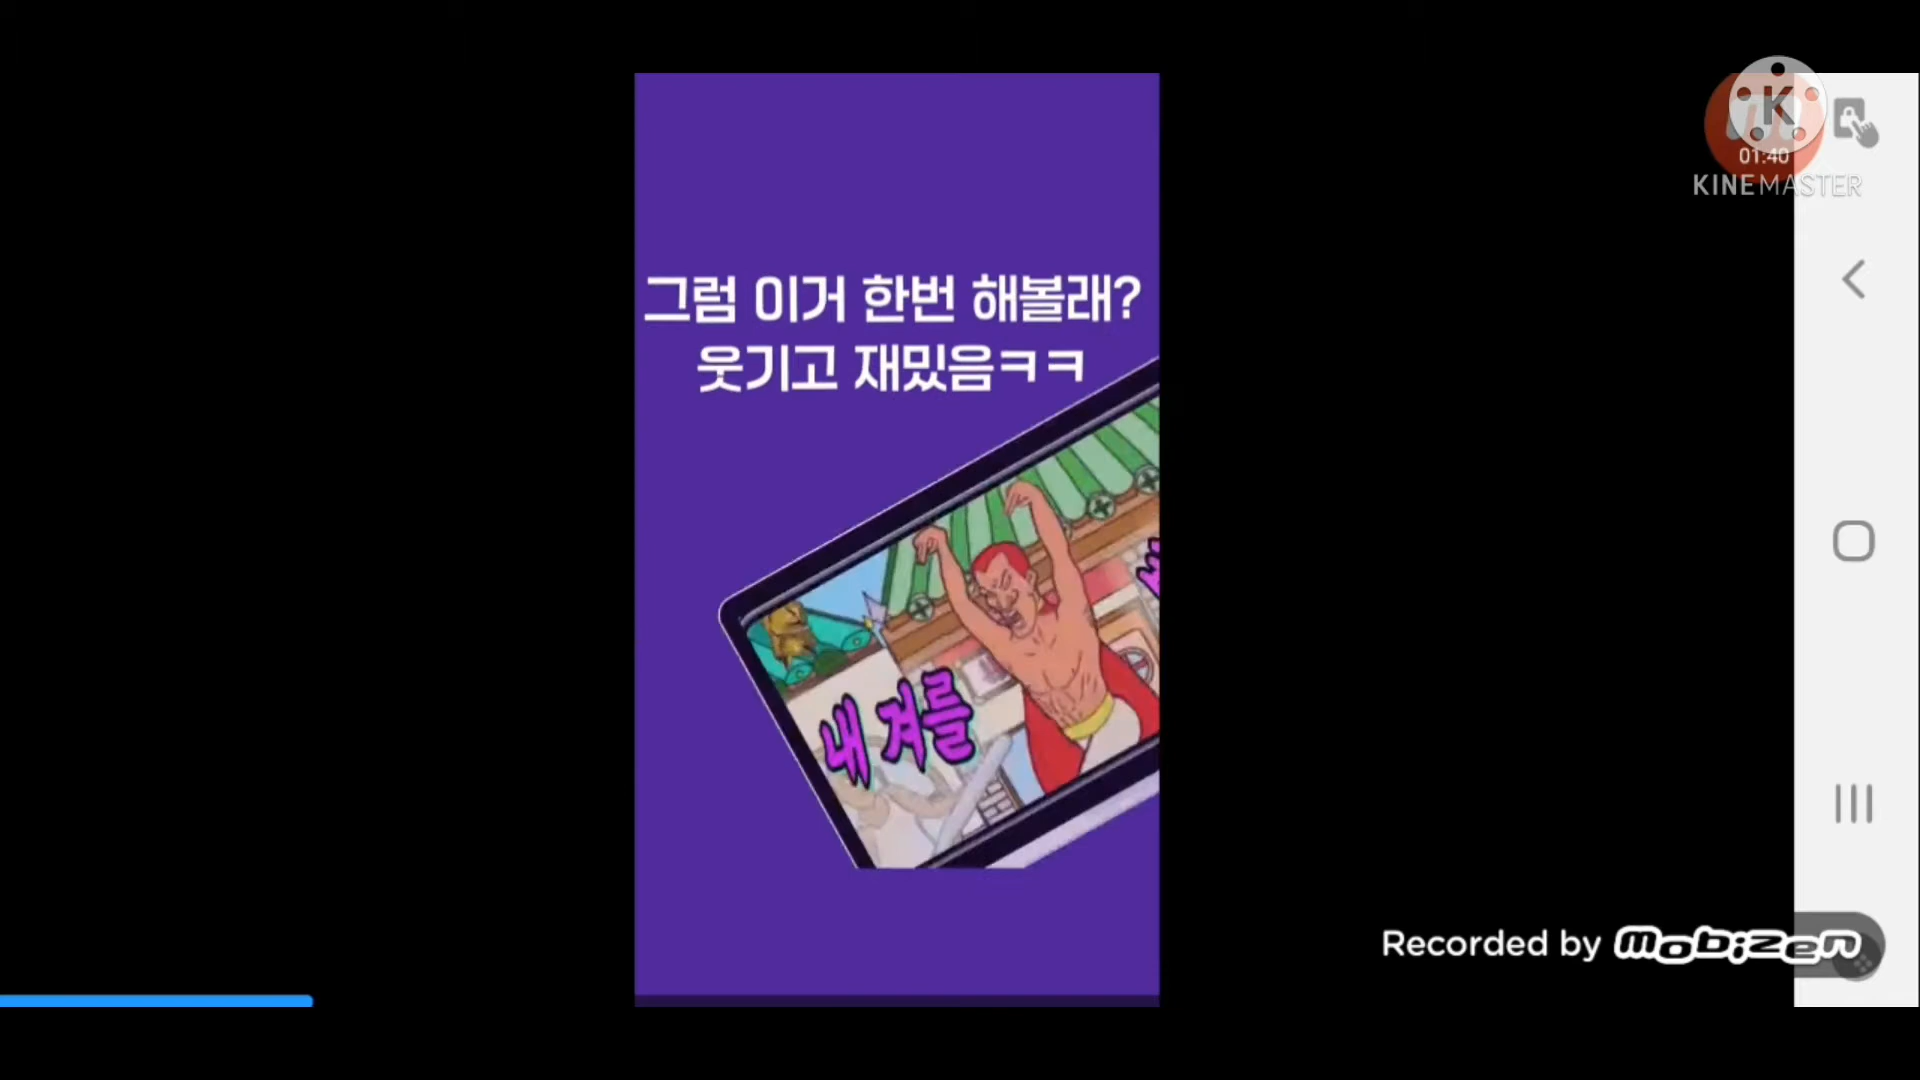 그럼 이거 한번 해볼래?
웃기고 재밌음ㅋㅋ
내 겨를
K
01:40
KINEMASTER
Recorded by mobizen